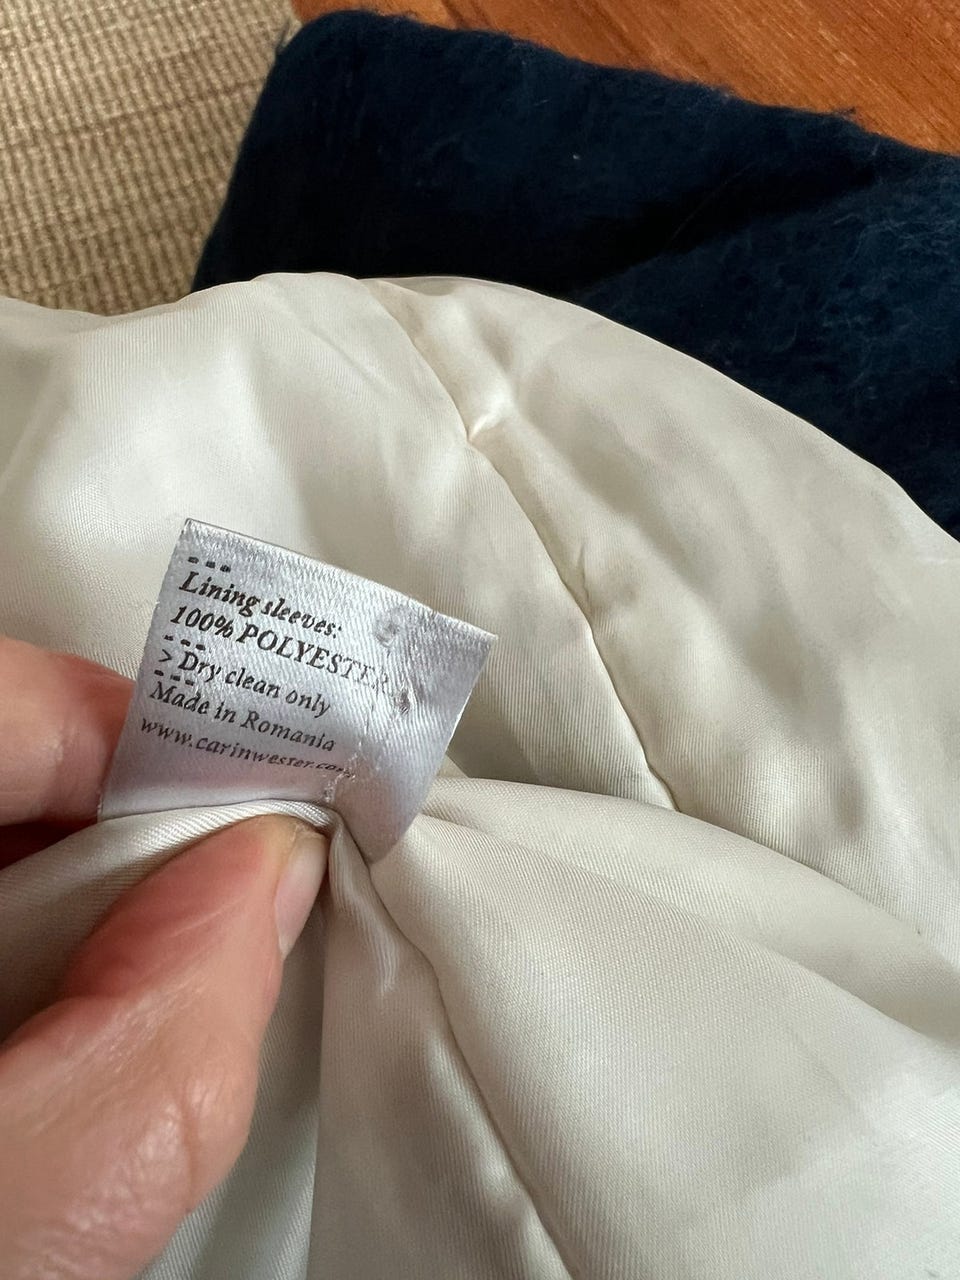 ---
Lining sleeves:
100% POLYESTER
---
> Dry clean only
---
Made in Romania
www.carinwester.com